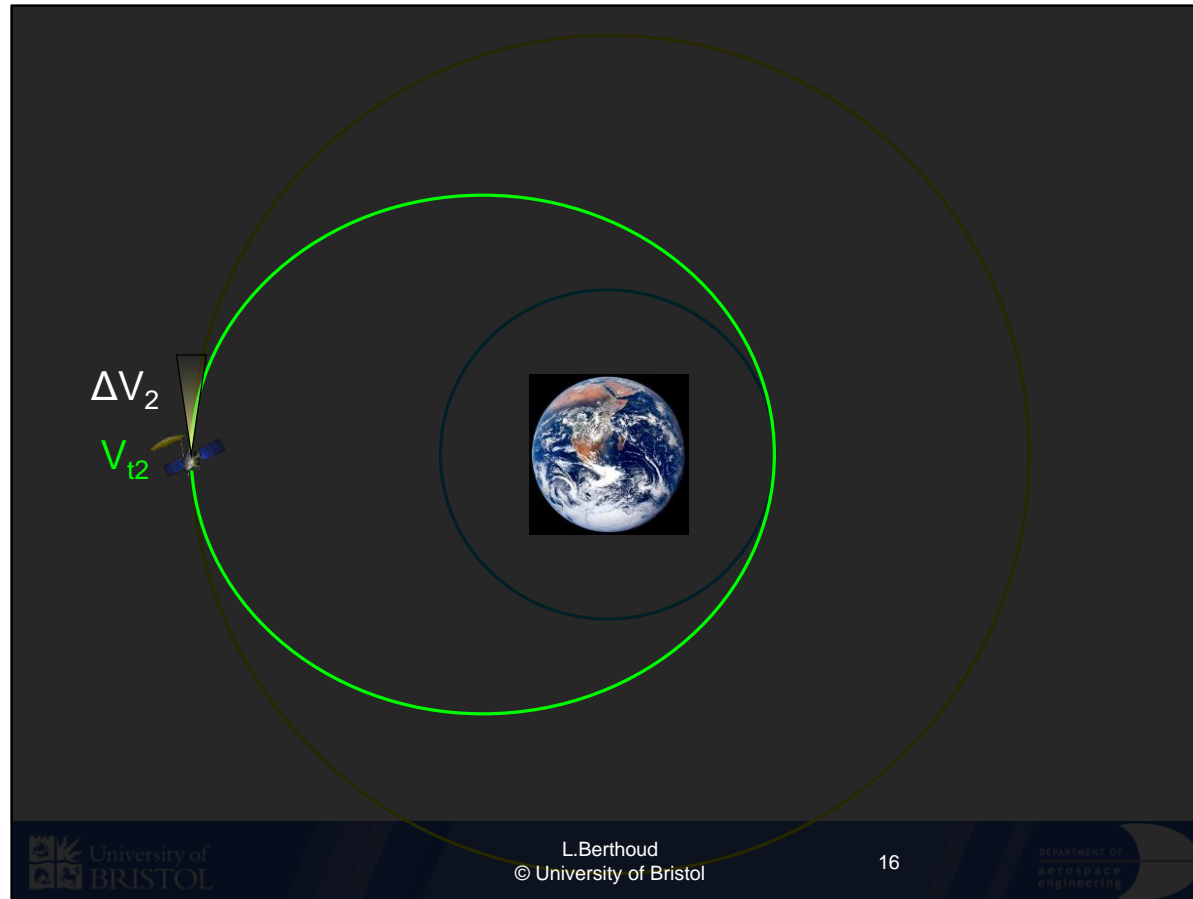 ΔV2
Vt2
University of
BRISTOL
L.Berthoud
© University of Bristol
16
DEPARTMENT OF
aerospace
engineering